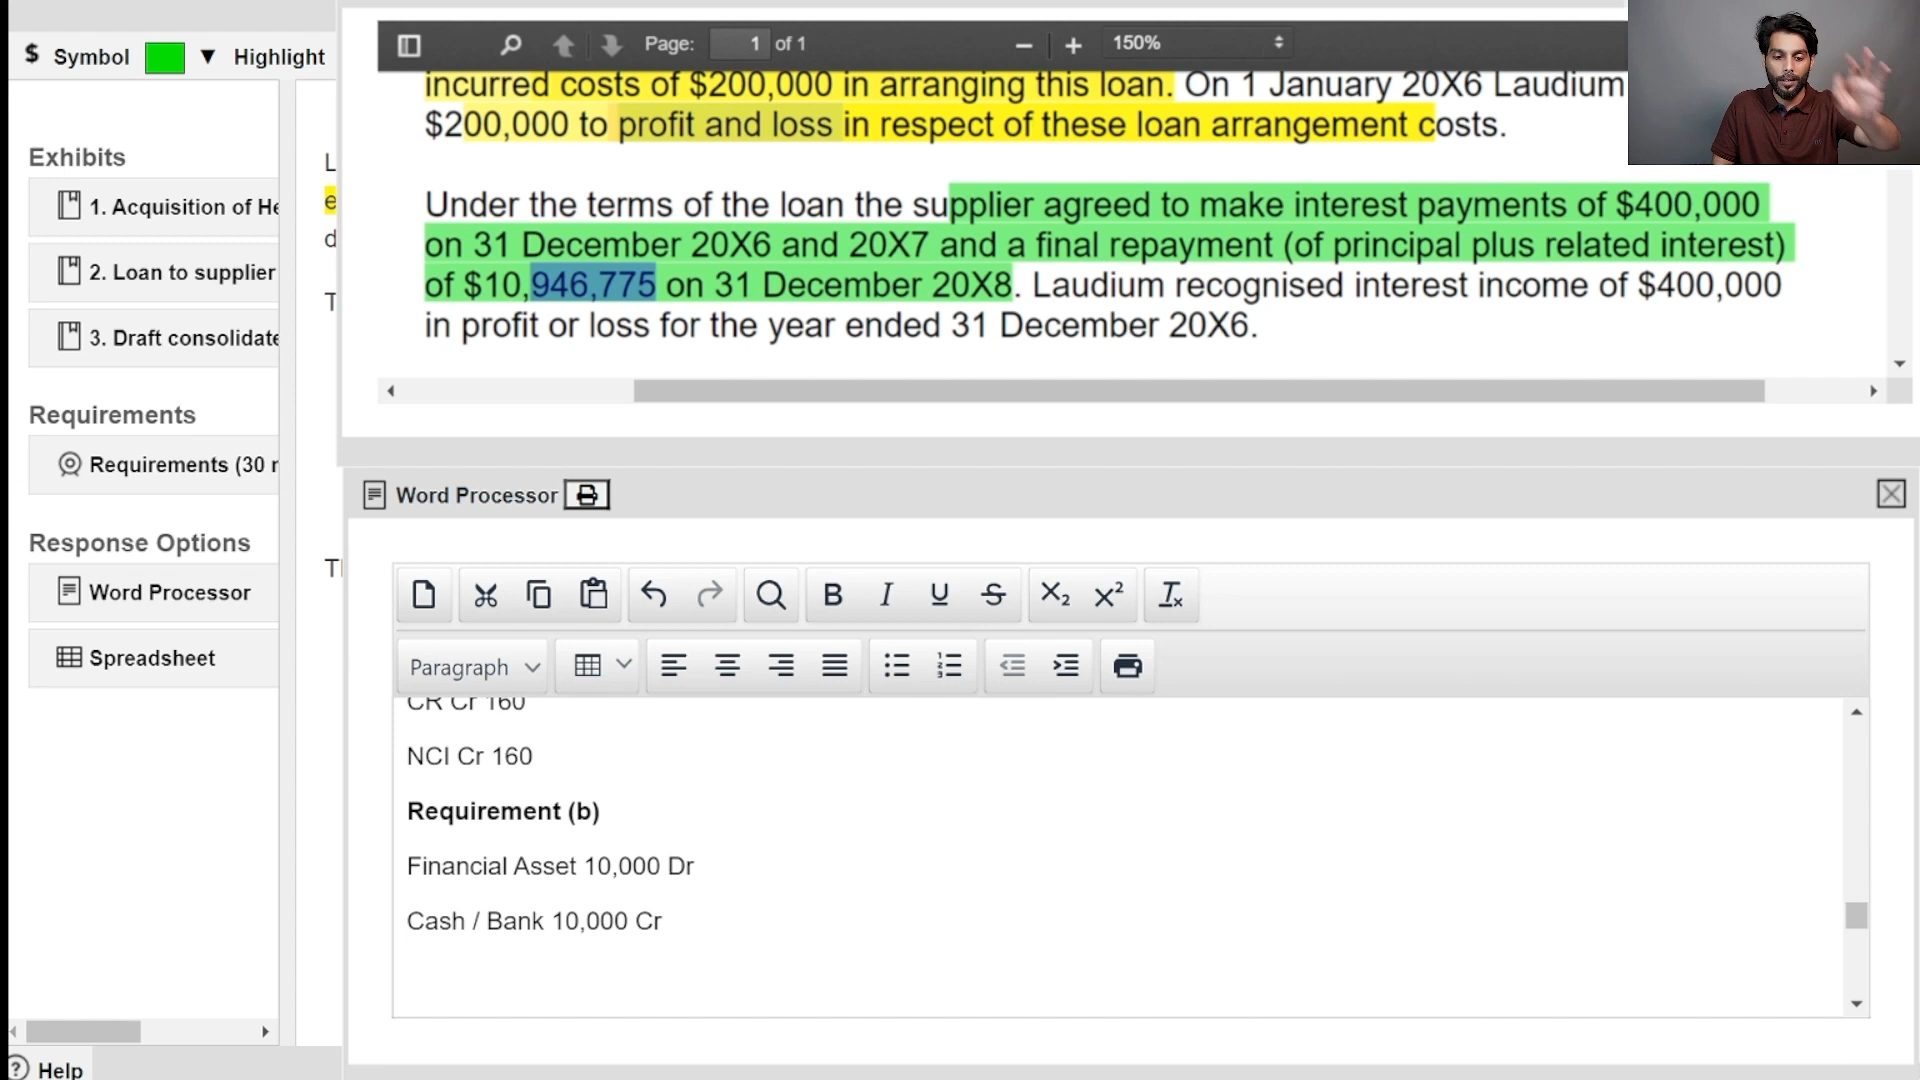 $ Symbol ▼ Highlight
Exhibits
1. Acquisition of He
2. Loan to supplier
3. Draft consolidate
Requirements
Requirements (30 r
Response Options
Word Processor
Spreadsheet
Help
L
e
d
T
Page: 1 of 1
150%
incurred costs of $200,000 in arranging this loan. On 1 January 20X6 Laudium
$200,000 to profit and loss in respect of these loan arrangement costs.
Under the terms of the loan the supplier agreed to make interest payments of $400,000
on 31 December 20X6 and 20X7 and a final repayment (of principal plus related interest)
of $10,946,775 on 31 December 20X8. Laudium recognised interest income of $400,000
in profit or loss for the year ended 31 December 20X6.
Word Processor
B I U S X₂ X²
Paragraph
CR Cr 160
NCI Cr 160
Requirement (b)
Financial Asset 10,000 Dr
Cash / Bank 10,000 Cr